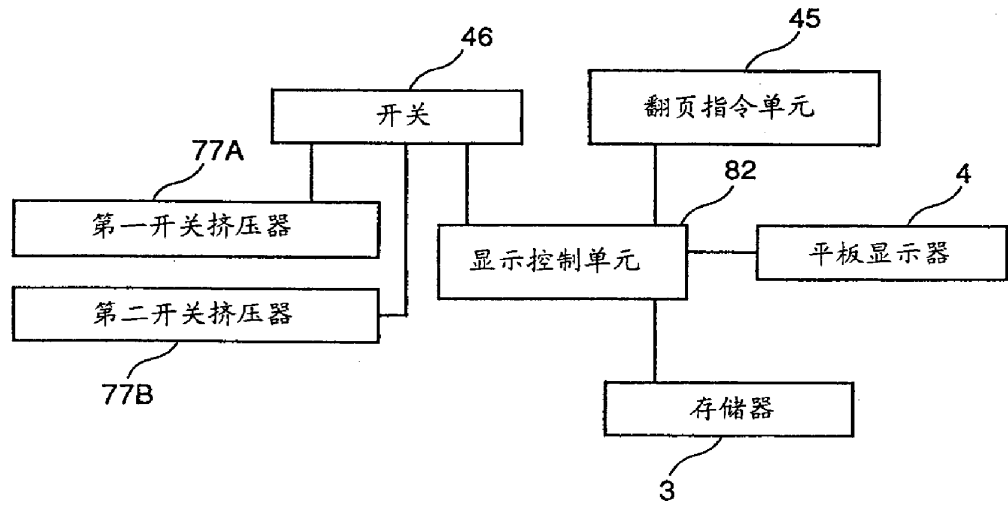 46
开关
45
翻页指令单元
77A
第一开关挤压器
82
显示控制单元
4
平板显示器
第二开关挤压器
77B
存储器
3